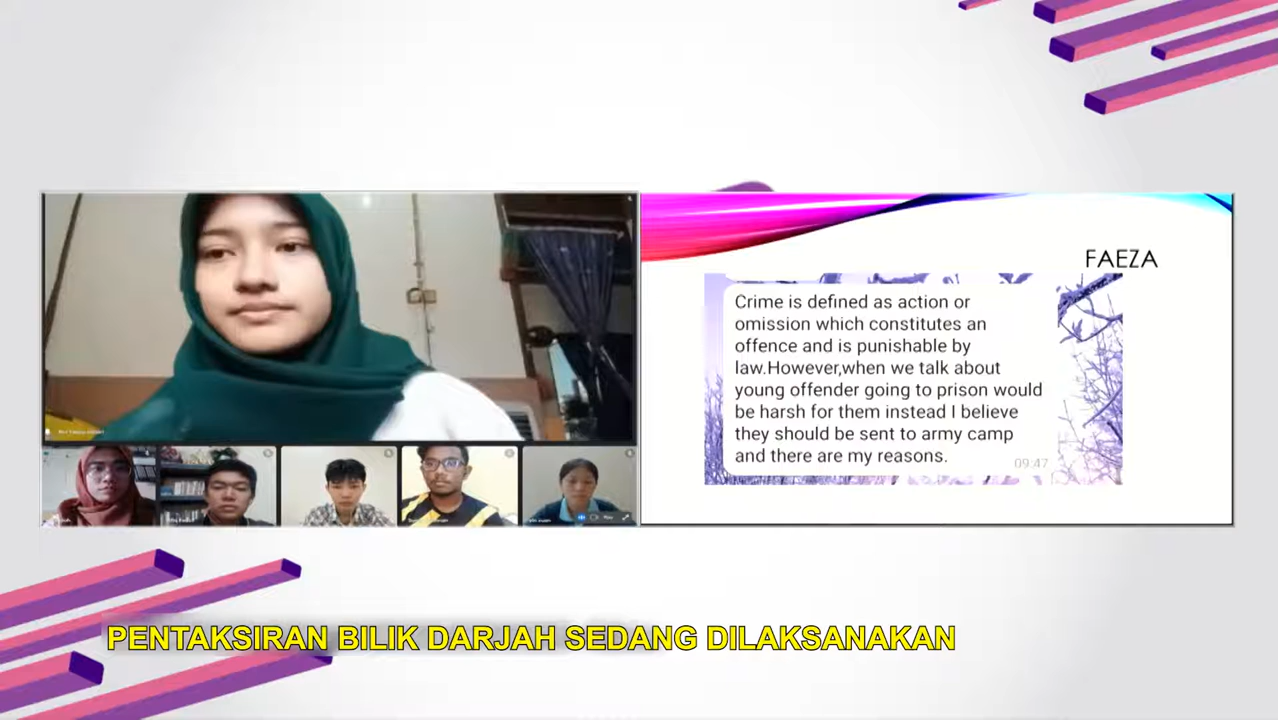 FAEZA
Crime is defined as action or
omission which constitutes an
offence and is punishable by
law.However,when we talk about
young offender going to prison would
be harsh for them instead I believe
they should be sent to army camp
and there are my reasons.
09:47
PENTAKSIRAN BILIK DARJAH SEDANG DILAKSANAKAN